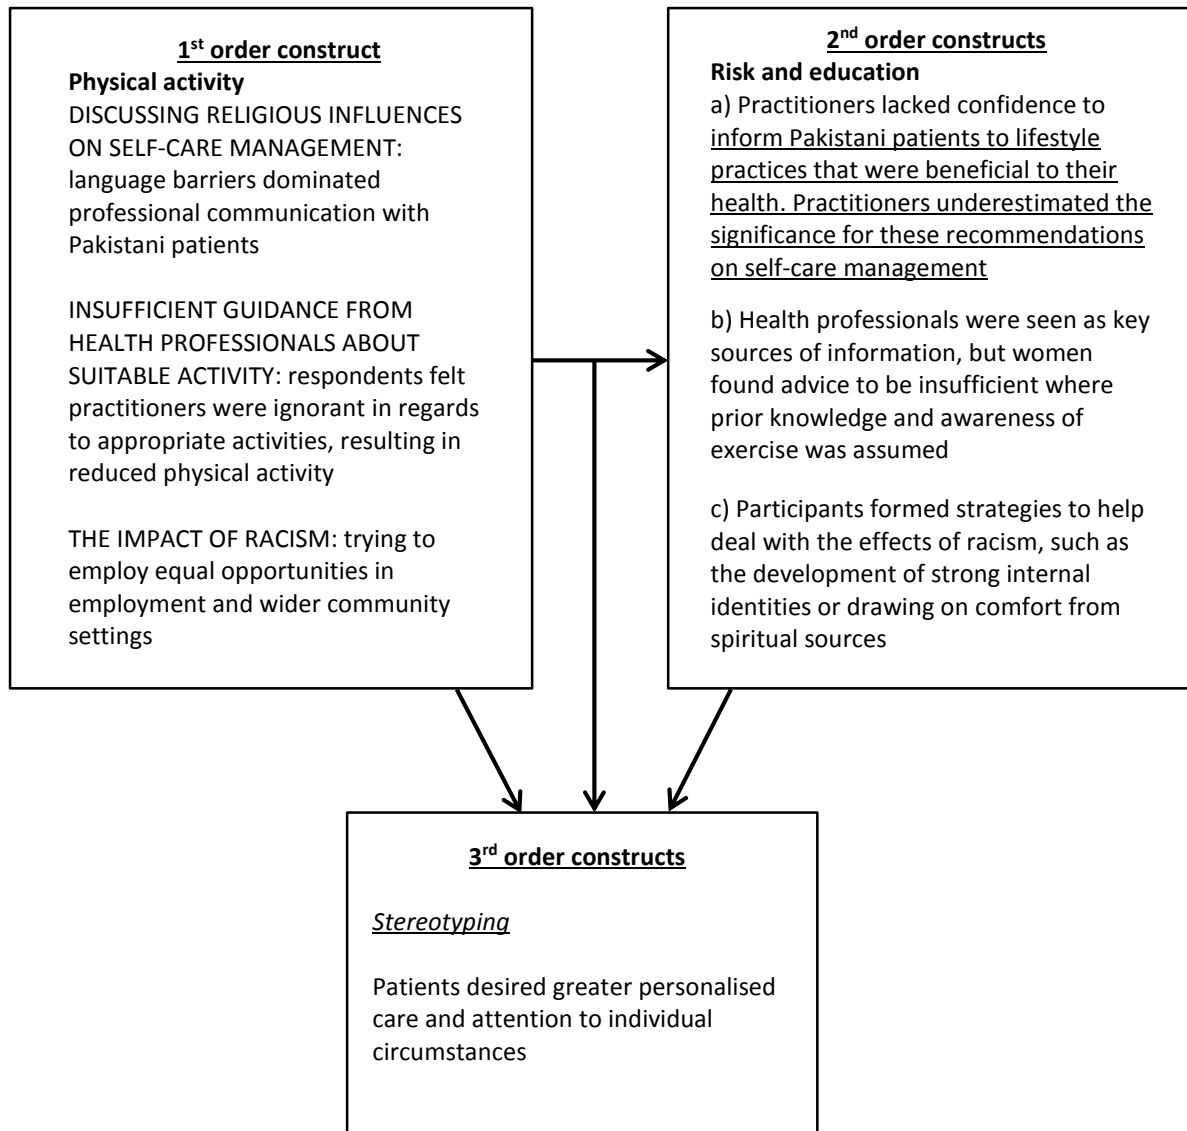 1st order construct
Physical activity
DISCUSSING RELIGIOUS INFLUENCES
ON SELF-CARE MANAGEMENT:
language barriers dominated
professional communication with
Pakistani patients
INSUFFICIENT GUIDANCE FROM
HEALTH PROFESSIONALS ABOUT
SUITABLE ACTIVITY: respondents felt
practitioners were ignorant in regards
to appropriate activities, resulting in
reduced physical activity
THE IMPACT OF RACISM: trying to
employ equal opportunities in
employment and wider community
settings
2nd order constructs
Risk and education
a) Practitioners lacked confidence to
inform Pakistani patients to lifestyle
practices that were beneficial to their
health. Practitioners underestimated the
significance for these recommendations
on self-care management
b) Health professionals were seen as key
sources of information, but women
found advice to be insufficient where
prior knowledge and awareness of
exercise was assumed
c) Participants formed strategies to help
deal with the effects of racism, such as
the development of strong internal
identities or drawing on comfort from
spiritual sources
3rd order constructs
Stereotyping
Patients desired greater personalised
care and attention to individual
circumstances